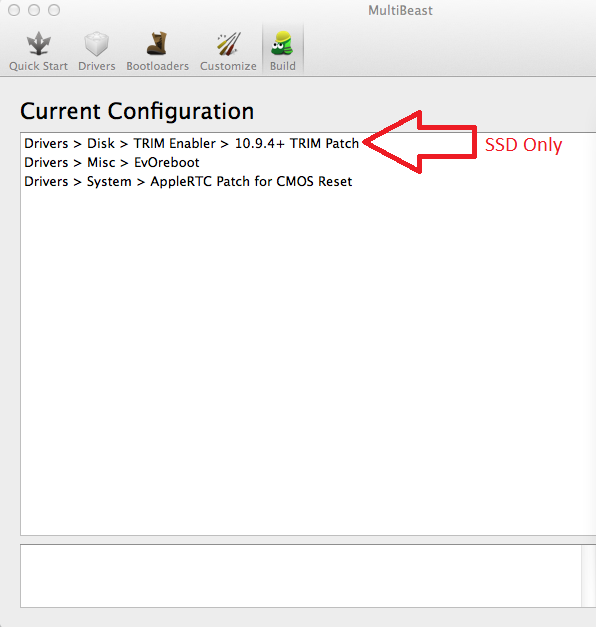 MultiBeast
Quick Start Drivers Bootloaders Customize Build
Current Configuration
Drivers > Disk > TRIM Enabler > 10.9.4+ TRIM Patch
SSD Only
Drivers > Misc > EvOreboot
Drivers > System > AppleRTC Patch for CMOS Reset